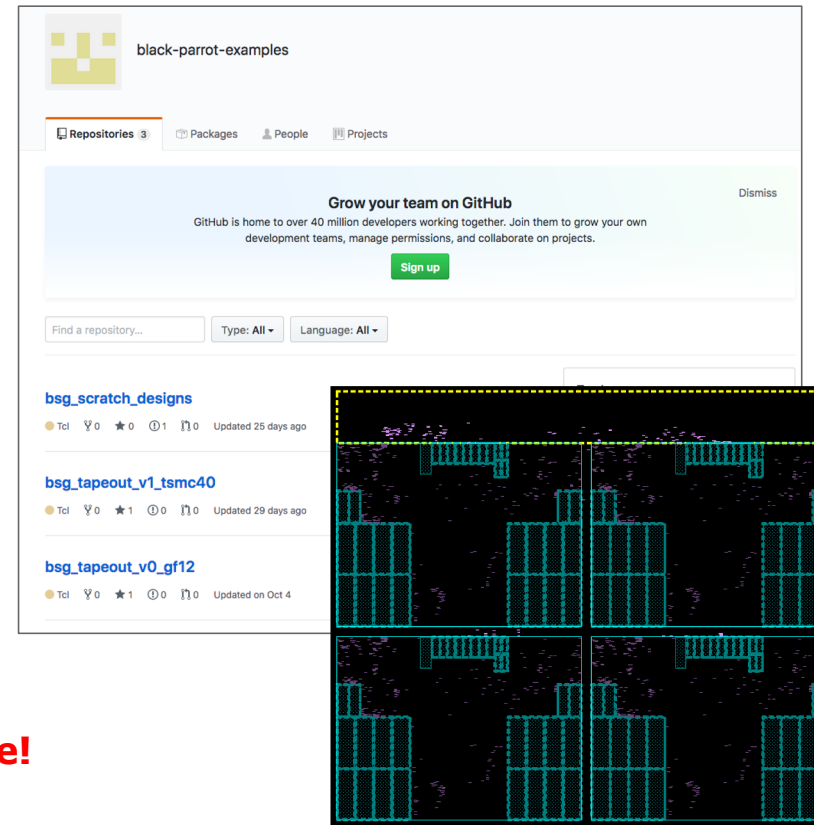 black-parrot-examples
Repositories 3 Packages People Projects
Dismiss
Grow your team on GitHub
GitHub is home to over 40 million developers working together. Join them to grow your own
development teams, manage permissions, and collaborate on projects.
Sign up
Find a repository... Type: All Language: All
bsg_scratch_designs
Tcl 0 0 1 0 Updated 25 days ago
bsg_tapeout_v1_tsmc40
Tcl 0 1 0 0 Updated 29 days ago
bsg_tapeout_v0_gf12
Tcl 0 1 0 0 Updated on Oct 4
e!